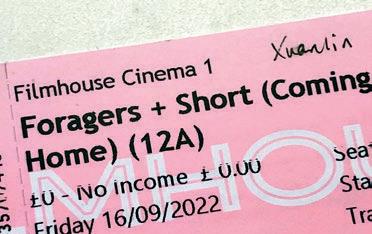 Xuanlin
Filmhouse Cinema 1
Foragers + Short (Coming
Home) (12A)
£0 - No Income £ 0.00
Friday 16/09/2022